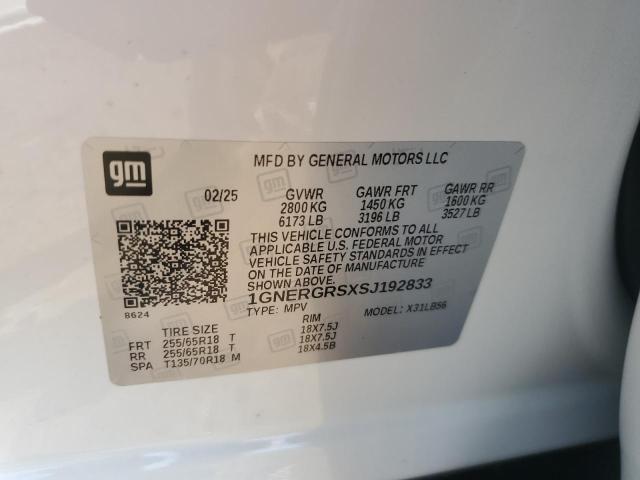 gm
MFD BY GENERAL MOTORS LLC
02/25 GVWR GAWR FRT GAWR RR
2800 KG 1450 KG 1600 KG
6173 LB 3196 LB 3527 LB
THIS VEHICLE CONFORMS TO ALL
APPLICABLE U.S. FEDERAL MOTOR
VEHICLE SAFETY STANDARDS IN EFFECT
ON THE DATE OF MANUFACTURE
SHOWN ABOVE.
1GNERGRSXSJ192833
8624
TYPE: MPV MODEL: X31LB56
TIRE SIZE RIM
FRT 255/65R18 T 18X7.5J
RR 255/65R18 T 18X7.5J
SPA T135/70R18 M 18X4.5B